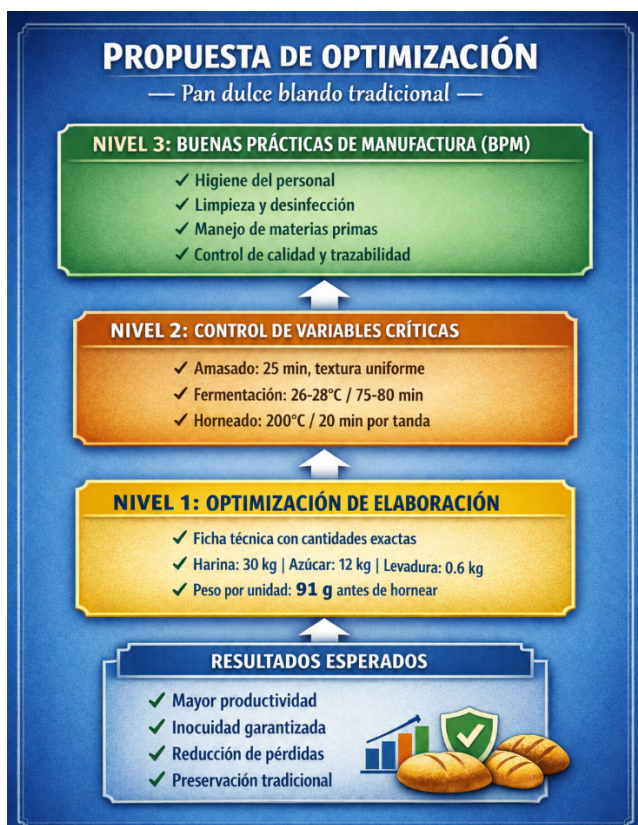 PROPUESTA DE OPTIMIZACIÓN
— Pan dulce blando tradicional —
NIVEL 3: BUENAS PRÁCTICAS DE MANUFACTURA (BPM)
✓ Higiene del personal
✓ Limpieza y desinfección
✓ Manejo de materias primas
✓ Control de calidad y trazabilidad
NIVEL 2: CONTROL DE VARIABLES CRÍTICAS
✓ Amasado: 25 min, textura uniforme
✓ Fermentación: 26-28°C / 75-80 min
✓ Horneado: 200°C / 20 min por tanda
NIVEL 1: OPTIMIZACIÓN DE ELABORACIÓN
✓ Ficha técnica con cantidades exactas
✓ Harina: 30 kg | Azúcar: 12 kg | Levadura: 0.6 kg
✓ Peso por unidad: 91 g antes de hornear
RESULTADOS ESPERADOS
✓ Mayor productividad
✓ Inocuidad garantizada
✓ Reducción de pérdidas
✓ Preservación tradicional